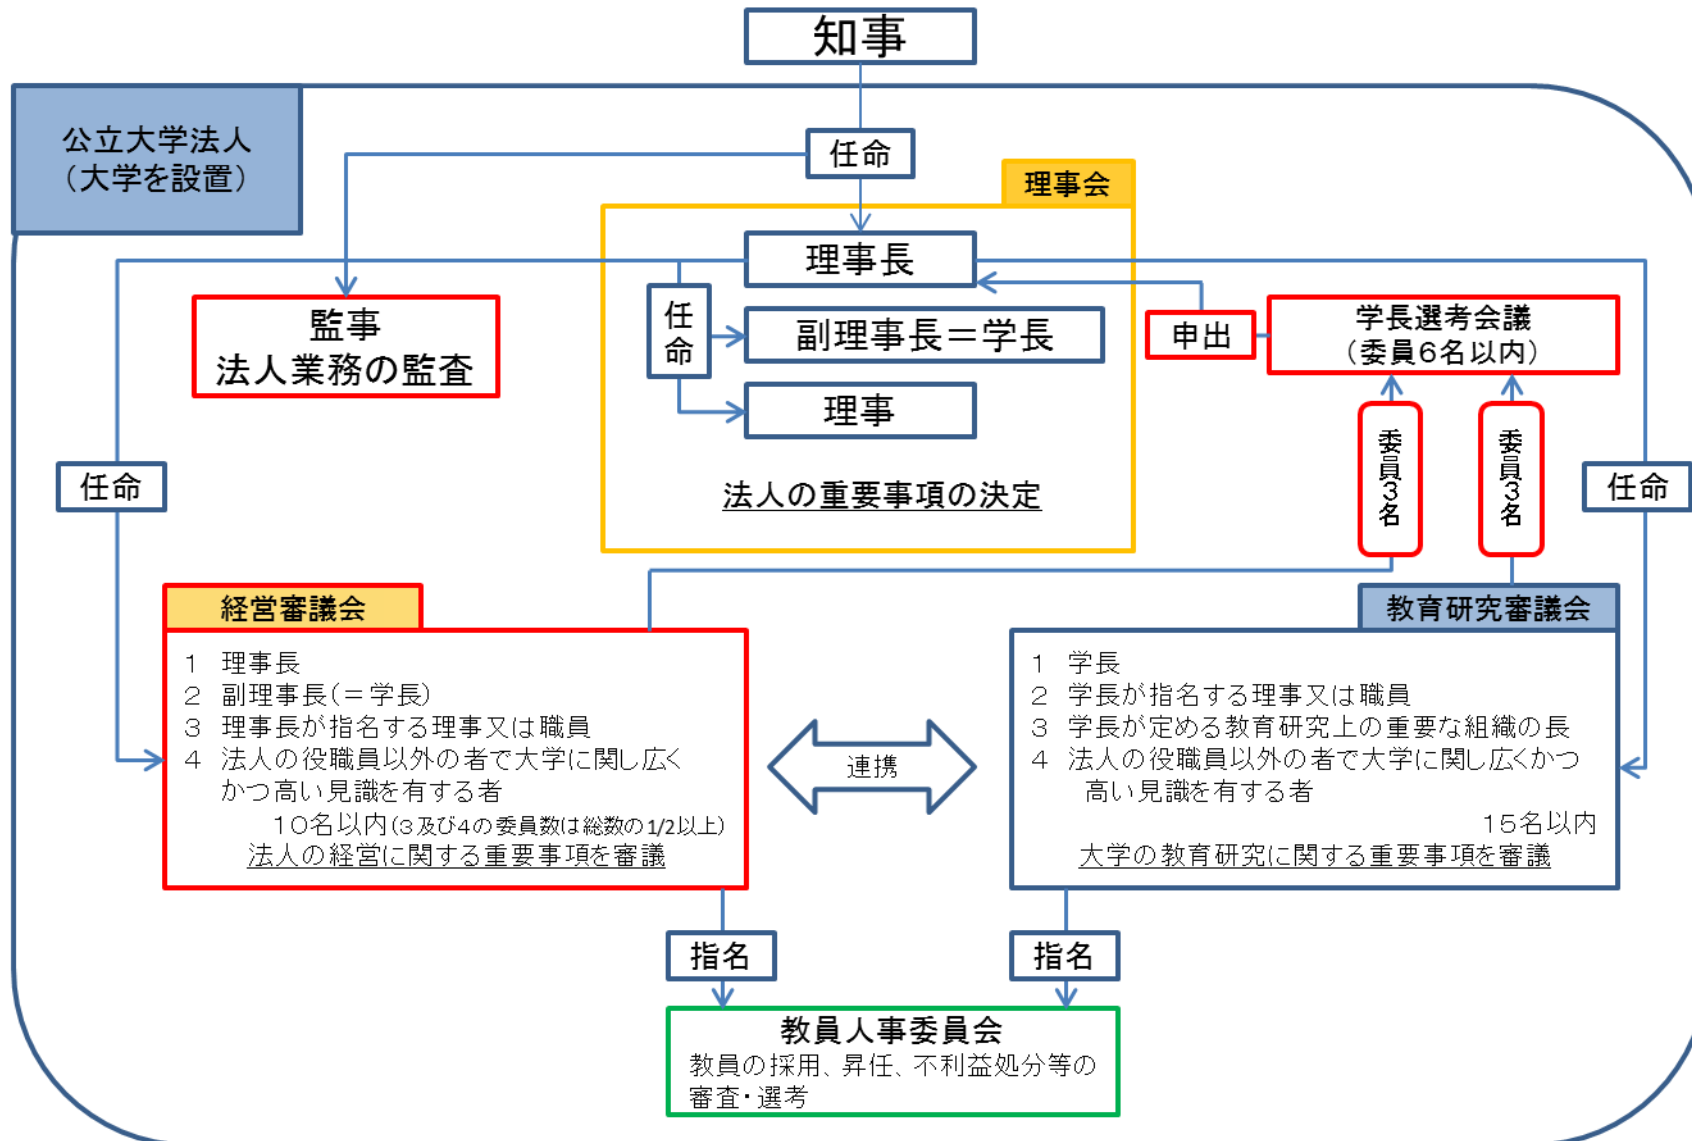 知事
公立大学法人
（大学を設置）
任命
理事会
理事長
監事
法人業務の監査
任命
副理事長＝学長
理事
法人の重要事項の決定
申出
学長選考会議
（委員６名以内）
委員３名
委員３名
任命
任命
経営審議会
１　理事長
２　副理事長（＝学長）
３　理事長が指名する理事又は職員
４　法人の役職員以外の者で大学に関し広く
かつ高い見識を有する者
１０名以内（３及び４の委員数は総数の1/2以上）
法人の経営に関する重要事項を審議
連携
教育研究審議会
１　学長
２　学長が指名する理事又は職員
３　学長が定める教育研究上の重要な組織の長
４　法人の役職員以外の者で大学に関し広くかつ
高い見識を有する者
１５名以内
大学の教育研究に関する重要事項を審議
指名
指名
教員人事委員会
教員の採用、昇任、不利益処分等の
審査・選考